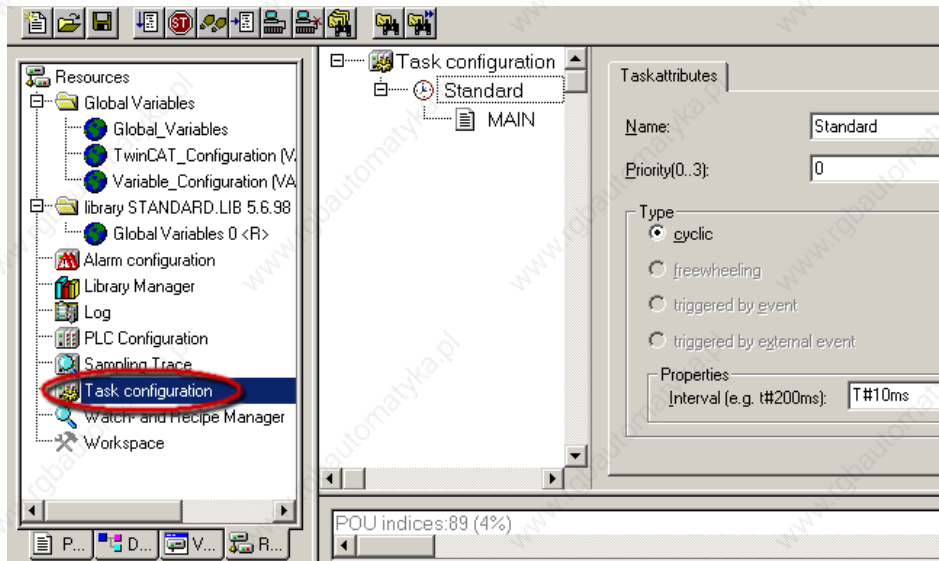 Resources
Global Variables
Global_Variables
TwinCAT_Configuration (V.
Variable_Configuration (VA
library STANDARD.LIB 5.6.98
Global Variables 0 <R>
Alarm configuration
Library Manager
Log
PLC Configuration
Sampling Trace
Task configuration
Watch- and Recipe Manager
Workspace
P...
D...
V...
R...
Task configuration
Standard
MAIN
Taskattributes
Name:
Standard
Priority(0..3):
0
Type
cyclic
freewheeling
triggered by event
triggered by external event
Properties
Interval (e.g. t#200ms):
T#10ms
POU indices:89 (4%)
www.rgbautomatyka.pl